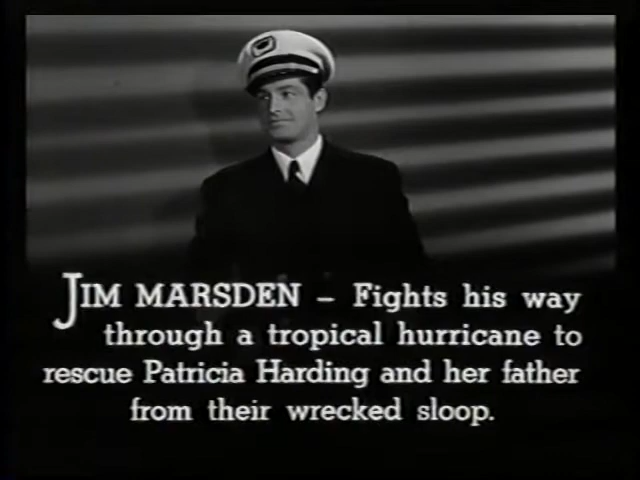 JIM MARSDEN – Fights his way
through a tropical hurricane to
rescue Patricia Harding and her father
from their wrecked sloop.